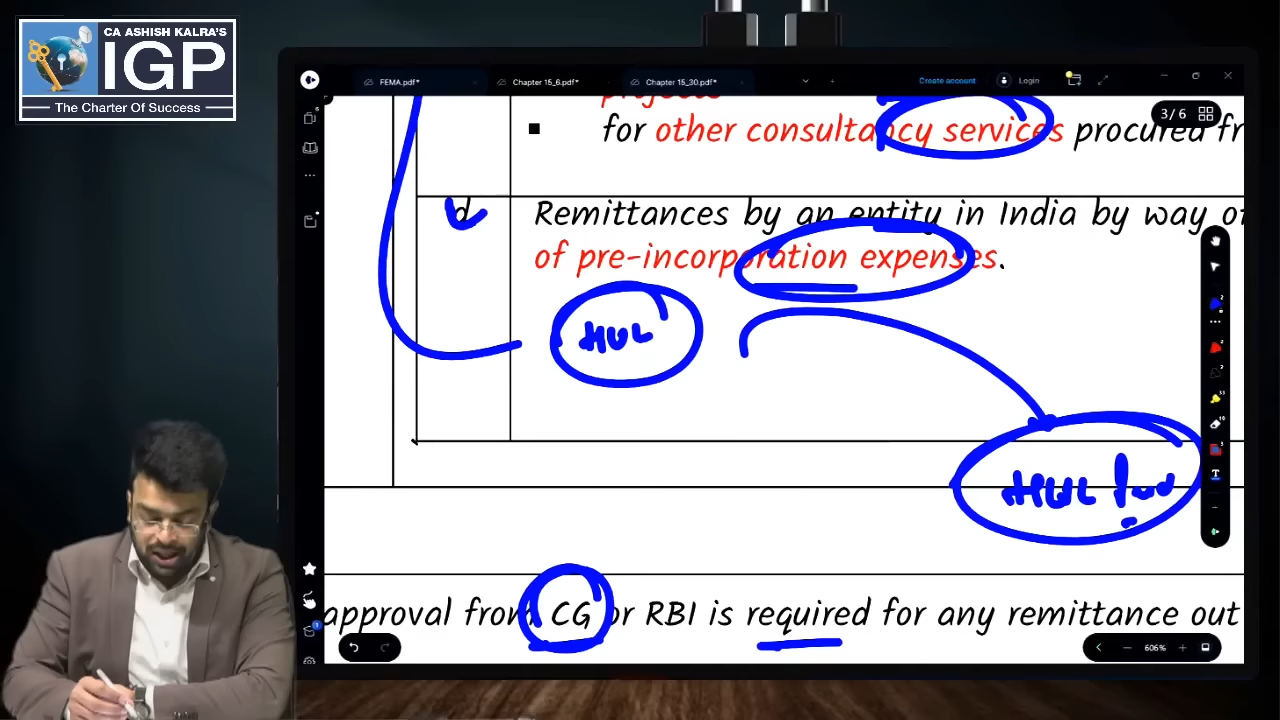 CA ASHISH KALRA'S
IGP
The Charter Of Success
FEMA.pdf*
Chapter 15_6.pdf*
Chapter 15_30.pdf*
Create account
Login
3/6
projects
for other consultancy services procured fr
d
Remittances by an entity in India by way of
of pre-incorporation expenses.
HUL
HUL
approval from CG or RBI is required for any remittance out
606%